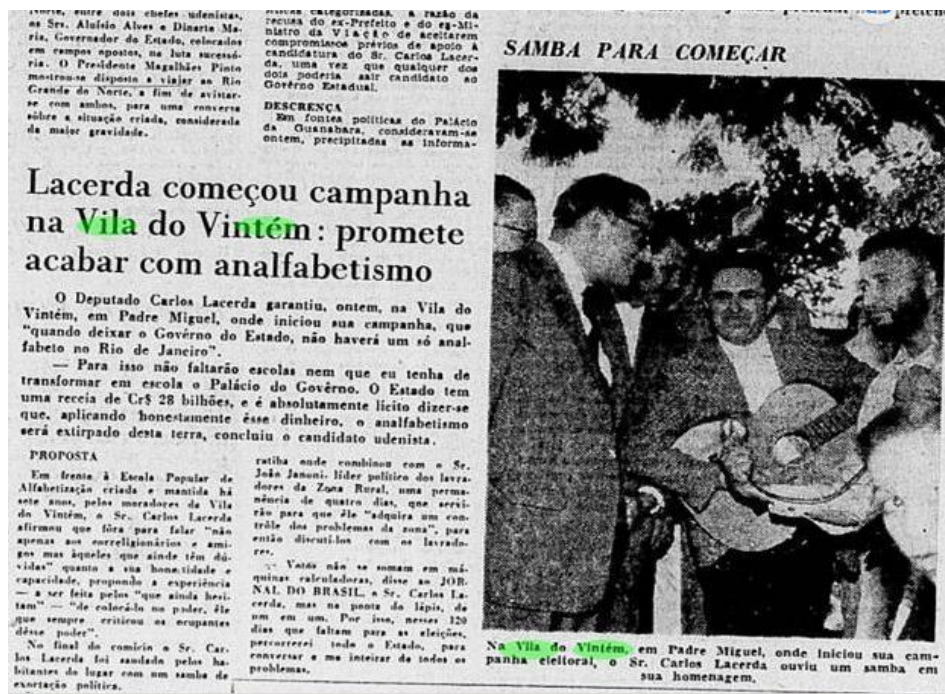 Norte, entre dois chefes udenistas,
os Srs. Aluísio Alves e Dinarte Ma-
ria, Governador do Estado, colocados
em campos opostos, na luta sucessó-
ria. O Presidente Magalhães Pinto
mostrou-se disposto a viajar ao Rio
Grande do Norte, a fim de avistar-
se com ambos, para uma conversa
sôbre a situação criada, considerada
da maior gravidade.
categorizadas, a razão da
recusa do ex-Prefeito e do ex-Mi-
nistro da Viação de aceitarem
compromissos prévios de apoio à
candidatura do Sr. Carlos Lacer-
da, uma vez que qualquer dos
dois poderia sair candidato ao
Govêrno Estadual.
DESCRENÇA
Em fontes políticas do Palácio
da Guanabara, consideravam-se
ontem, precipitadas as informa-
Lacerda começou campanha
na Vila do Vintém: promete
acabar com analfabetismo
O Deputado Carlos Lacerda garantiu, ontem, na Vila do
Vintém, em Padre Miguel, onde iniciou sua campanha, que
"quando deixar o Govêrno do Estado, não haverá um só anal-
fabeto no Rio de Janeiro".
— Para isso não faltarão escolas nem que eu tenha de
transformar em escola o Palácio do Govêrno. O Estado tem
uma receia de Cr$ 28 bilhões, e é absolutamente lícito dizer-se
que, aplicando honestamente êsse dinheiro, o analfabetismo
será extirpado desta terra, concluiu o candidato udenista.
PROPOSTA
Em frente à Escola Popular de
Alfabetização criada e mantida há
sete anos, pelos moradores da Vila
do Vintém, o Sr. Carlos Lacerda
afirmou que fôra para falar "não
apenas aos correligionários e ami-
gos mas àqueles que ainda têm dú-
vidas" quanto a sua honestidade e
capacidade, propondo a experiência
— a ser feita pelos "que ainda hesi-
tam" — "de colocá-lo no poder, êle
que sempre criticou os ocupantes
dêsse poder".
No final do comício o Sr. Car-
los Lacerda foi saudado pelos ha-
bitantes do lugar com um samba de
exortação política.
ratiba onde combinou com o Sr.
João Janoni, líder político dos lavra-
dores da Zona Rural, uma perma-
nência de quatro dias, que servi-
rão para que êle "adquira um con-
trôle dos problemas da zona", para
então discuti-los com os lavrado-
res.
— Votos não se somam em má-
quinas calculadoras, disse ao JOR-
NAL DO BRASIL, o Sr. Carlos La-
cerda, mas na ponta do lápis, de
um em um. Por isso, nesses 120
dias que faltam para as eleições,
percorrerei todo o Estado, para
conversar e me inteirar de todos os
problemas.
SAMBA PARA COMEÇAR
Na Vila do Vintém, em Padre Miguel, onde iniciou sua cam-
panha eleitoral, o Sr. Carlos Lacerda ouviu um samba em
sua homenagem.